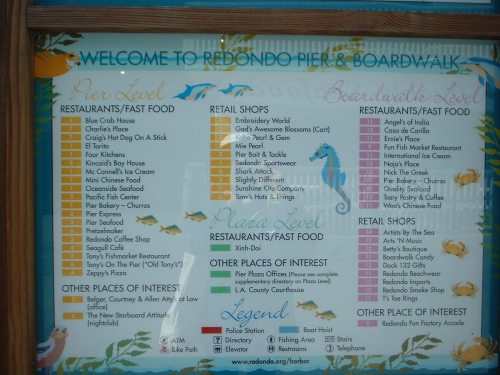 WELCOME TO REDONDO PIER & BOARDWALK
Pier Level
RESTAURANTS/FAST FOOD
Blue Crab House
Charlie's Place
Craig's Hot Dog On A Stick
El Torito
Four Kitchens
Kincaid's Bay House
Mc Connell's Ice Cream
Mini Chinese Food
Oceanside Seafood
Pacific Fish Center
Pier Bakery – Churros
Pier Express
Pier Seafood
Pretzelmaker
Redondo Coffee Shop
Seagull Café
Tony's Fishmarket Restaurant
Tony's On The Pier ("Old Tony's")
Zeppy's Pizza
OTHER PLACES OF INTEREST
Belger, Courtney & Allen Atty's at Law
(office)
The New Starboard Attitude
(nightclub)
RETAIL SHOPS
Embroidery World
God's Awesome Blossoms (Cart)
Kobe Pearl & Gem
Mie Pearl
Pier Bait & Tackle
Redondo Sportswear
Shark Attack
Slightly Different
Sunshine Kite Company
Tony's Hats & Things
Plaza Level
RESTAURANTS/FAST FOOD
Xinh-Doi
OTHER PLACES OF INTEREST
Pier Plaza Offices (Please see complete
supplementary directory on Plaza Level)
L.A. County Courthouse
Boardwalk Level
RESTAURANTS/FAST FOOD
Angel's of India
Casa de Carilla
Ernie's Place
Fun Fish Market Restaurant
International Ice Cream
Naja's Place
Nick The Greek
Pier Bakery – Churros
Quality Seafood
Tasty Pastry & Coffee
Wao's Chinese Food
RETAIL SHOPS
Artists By the Sea
Arts 'N Music
Betty's Boutique
Boardwalk Candy
Dock 132 Gifts
Redondo Beachwear
Redondo Imports
Redondo Smoke Shop
T's Toe Rings
OTHER PLACES OF INTEREST
Redondo Fun Factory Arcade
Legend
Police Station
Boat Hoist
ATM
? Directory
Fishing Area
Stairs
Bike Path
Elevator
Restrooms
Telephone
www.redondo.org/harbor